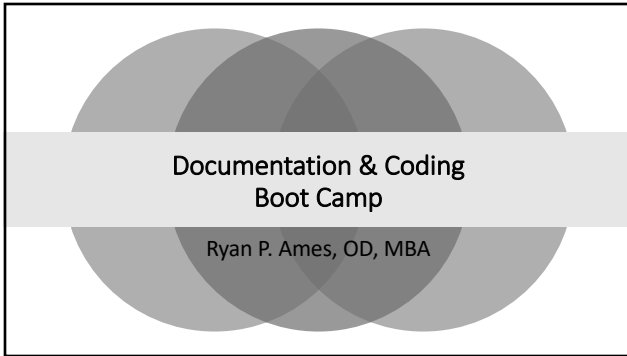 Documentation & Coding
Boot Camp
Ryan P. Ames, OD, MBA